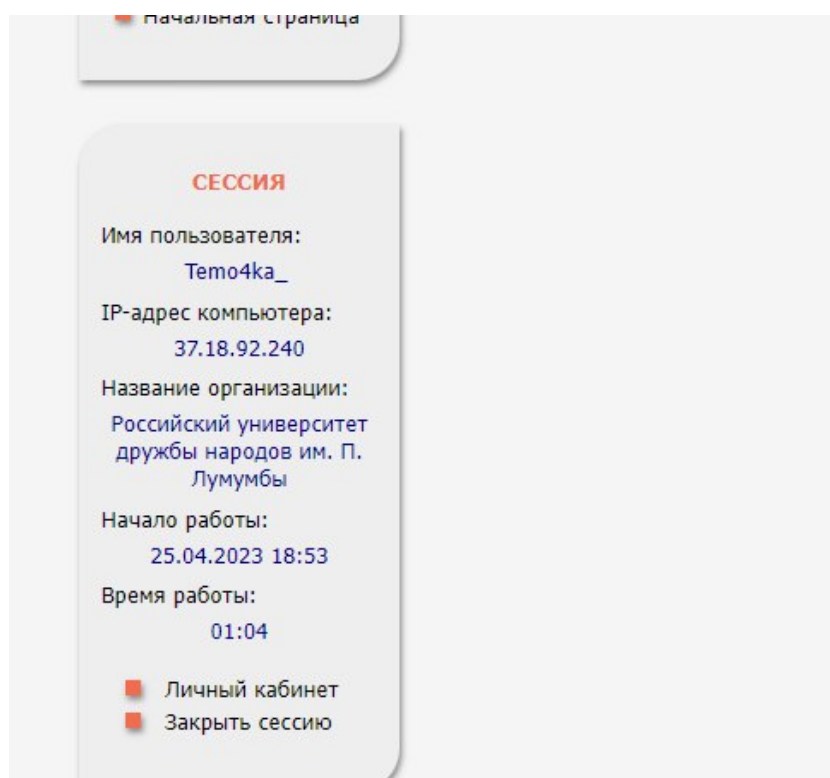 Начальная страница
СЕССИЯ
Имя пользователя:
Temo4ka_
IP-адрес компьютера:
37.18.92.240
Название организации:
Российский университет
дружбы народов им. П.
Лумумбы
Начало работы:
25.04.2023 18:53
Время работы:
01:04
Личный кабинет
Закрыть сессию